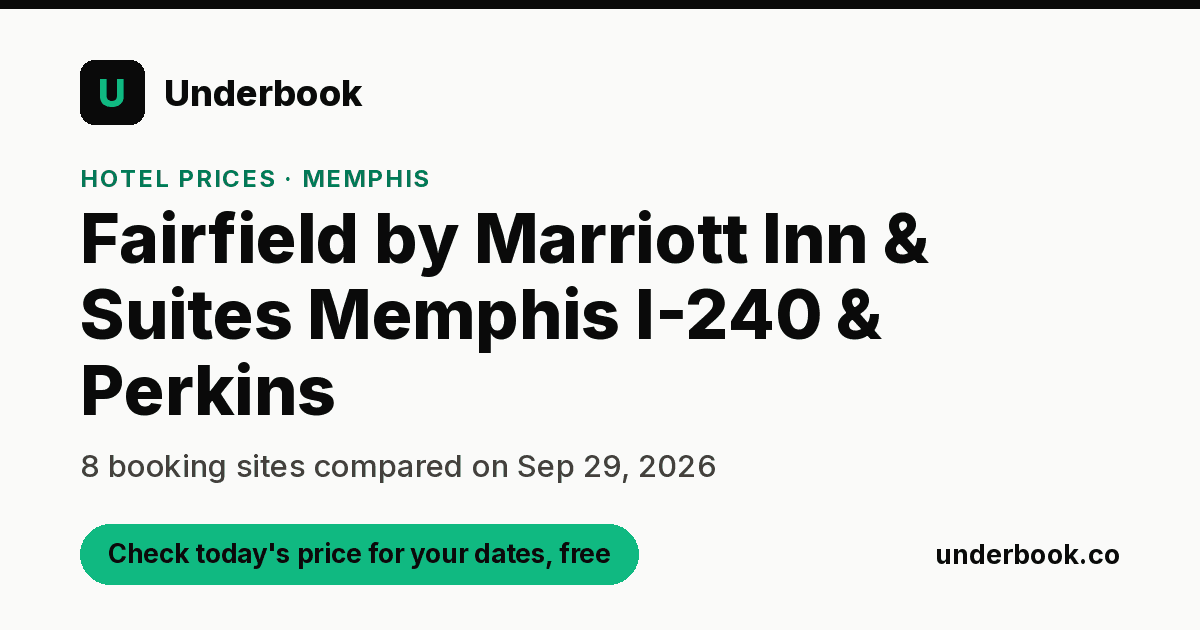 U Underbook
HOTEL PRICES · MEMPHIS
Fairfield by Marriott Inn &
Suites Memphis I-240 &
Perkins
8 booking sites compared on Sep 29, 2026
Check today's price for your dates, free
underbook.co